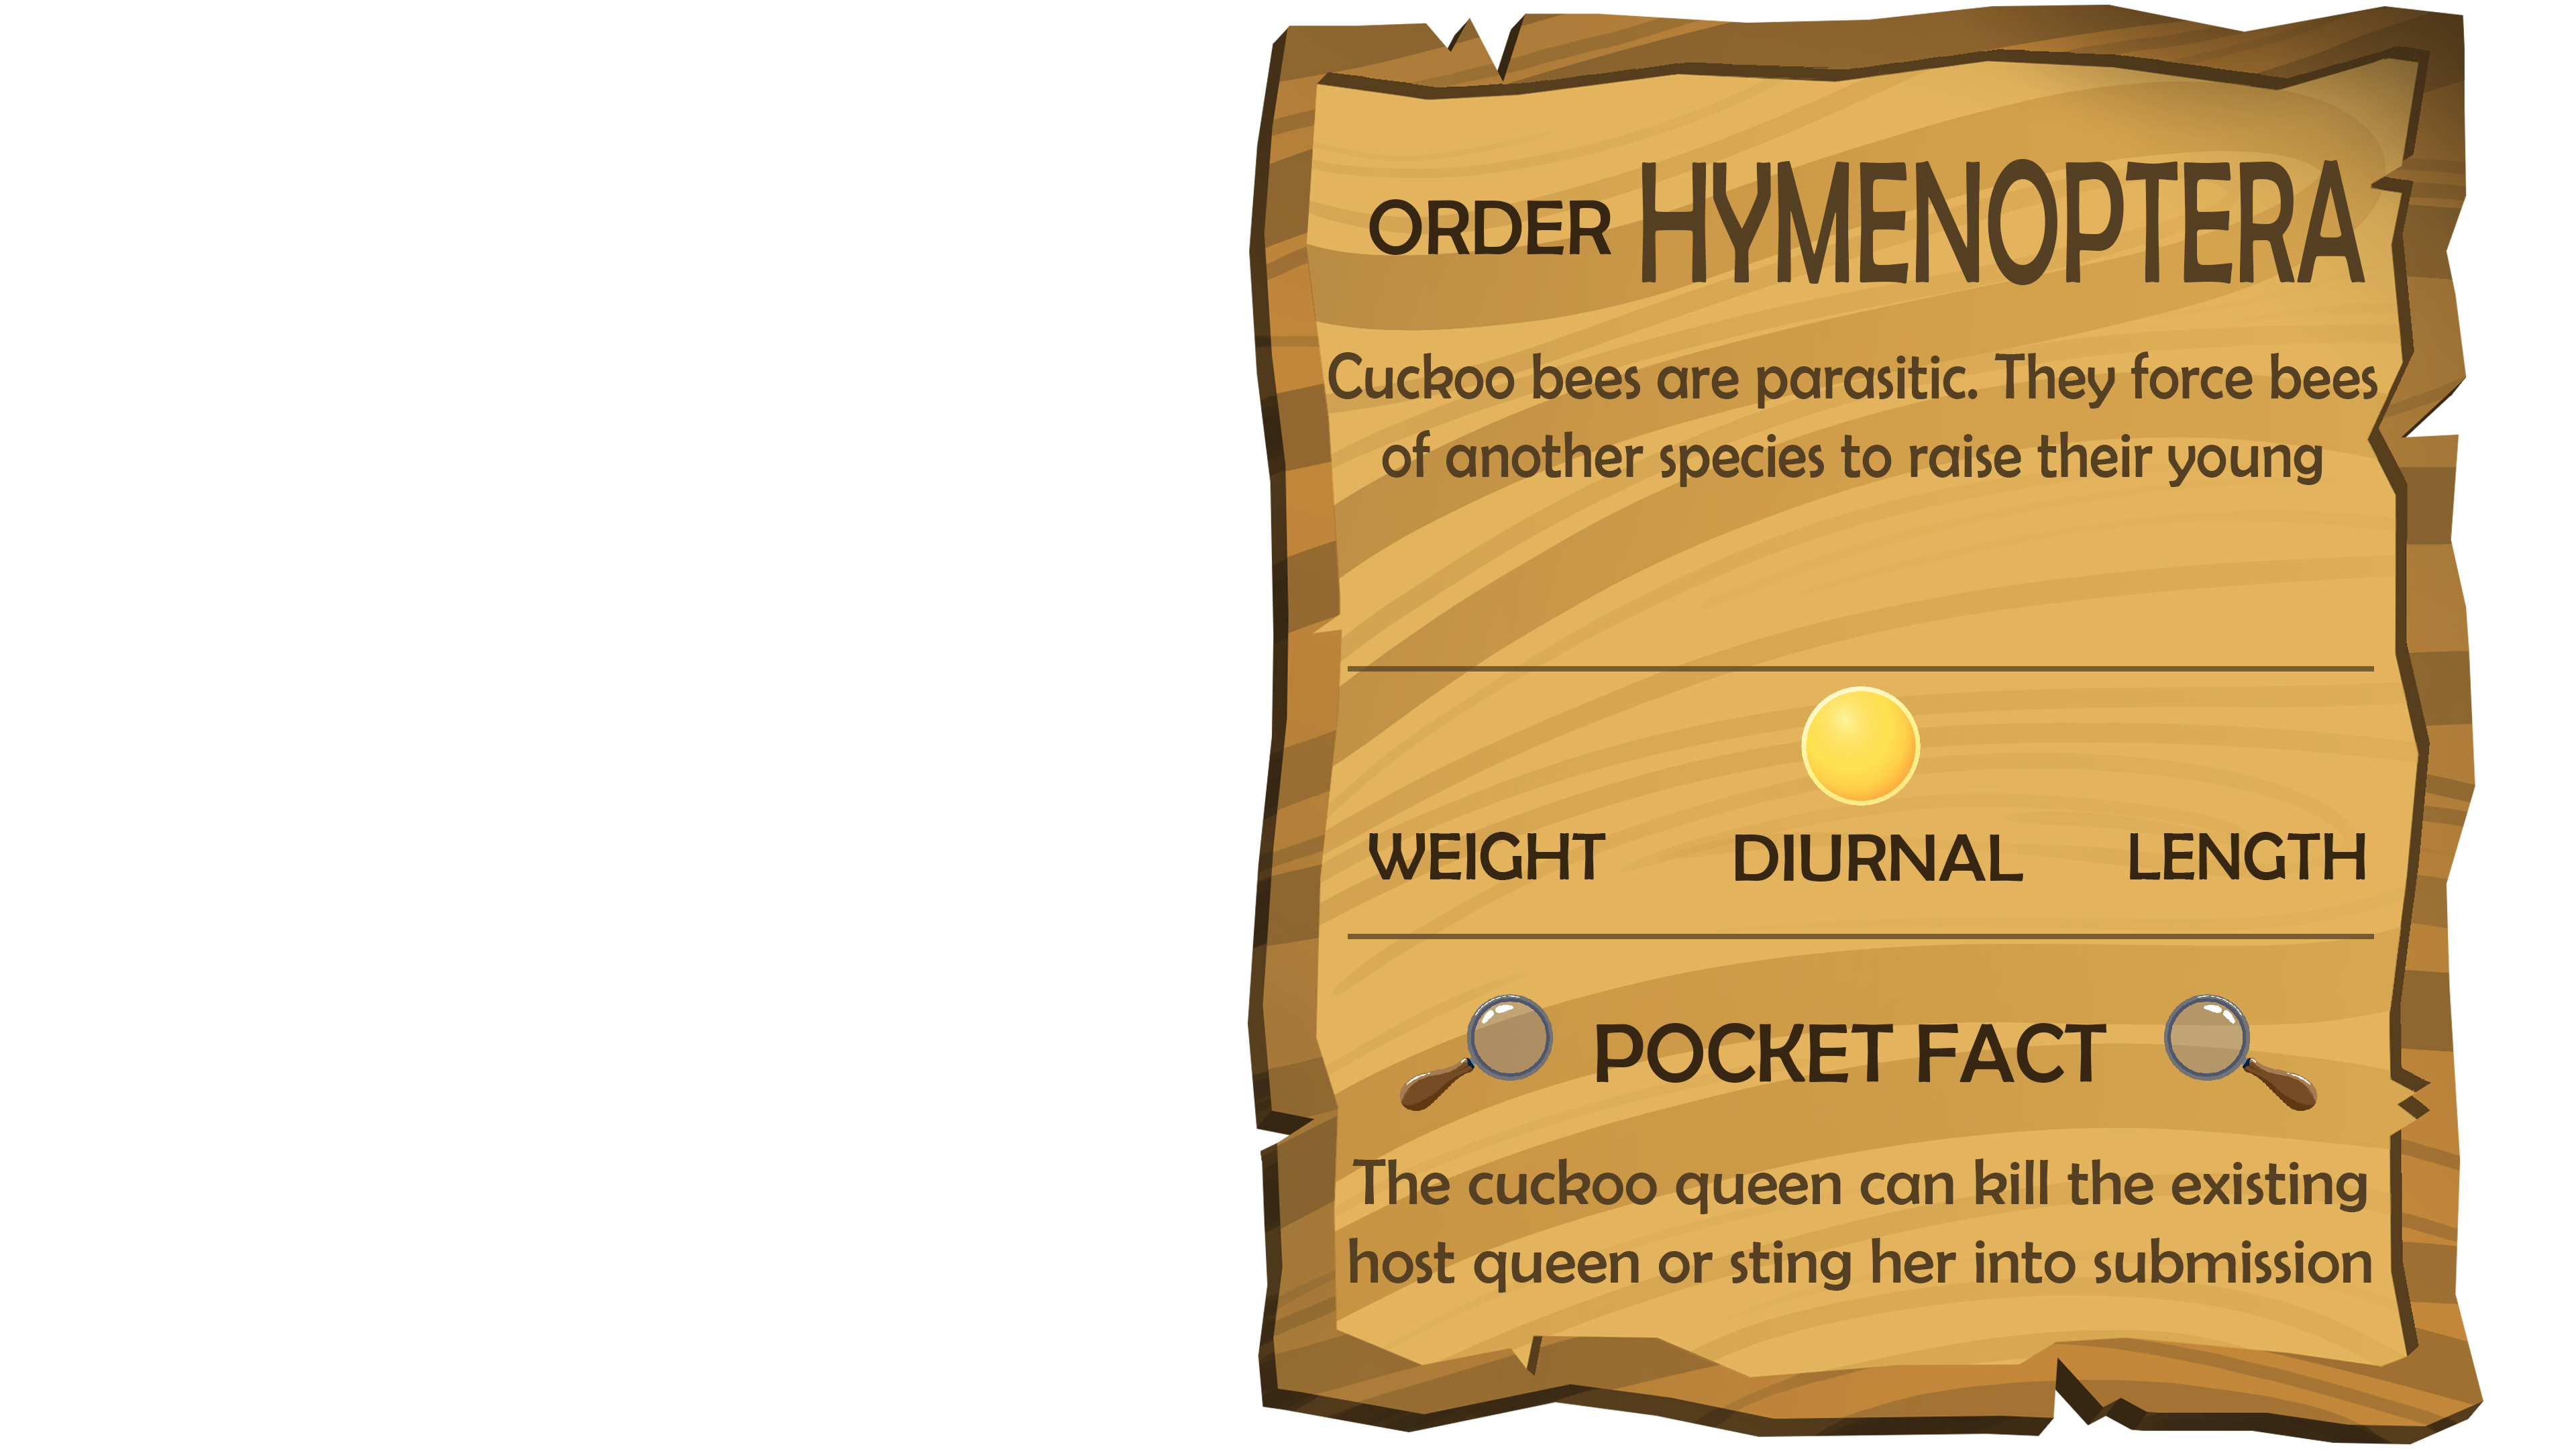 ORDER HYMENOPTERA
Cuckoo bees are parasitic. They force bees
of another species to raise their young
WEIGHT DIURNAL LENGTH
POCKET FACT
The cuckoo queen can kill the existing
host queen or sting her into submission